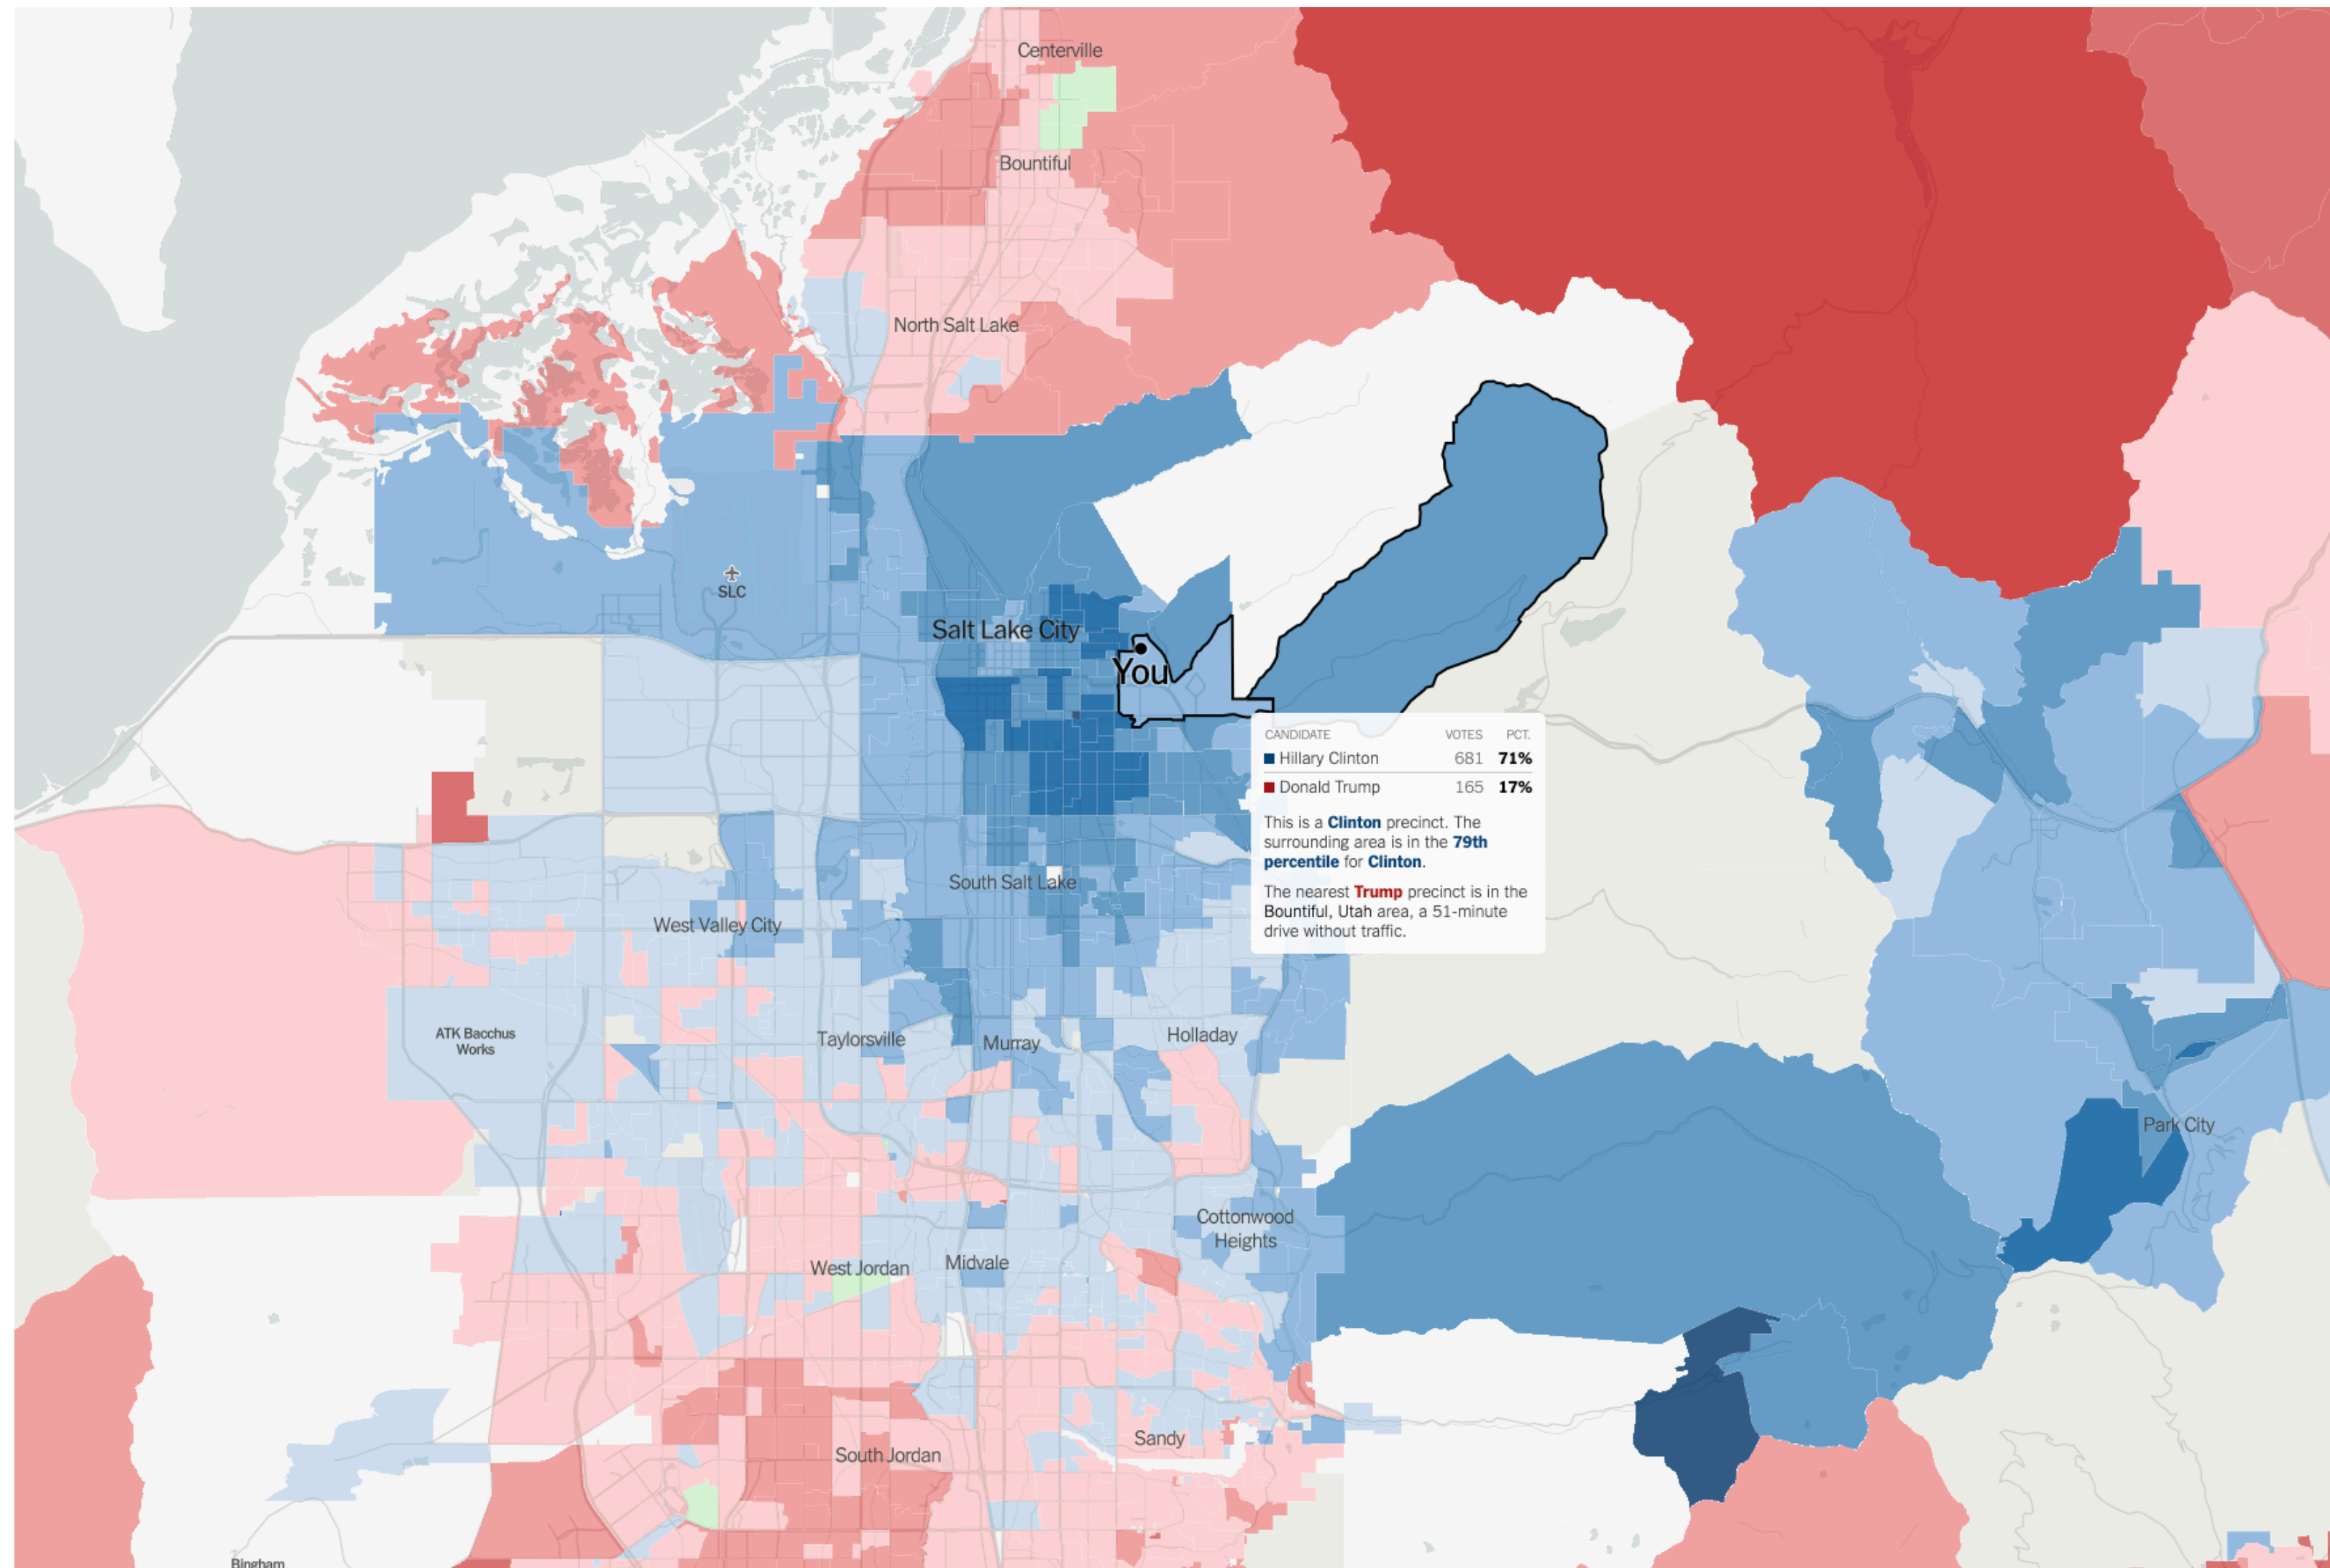 Centerville
Bountiful
North Salt Lake
SLC
Salt Lake City
You
CANDIDATE VOTES PCT.
Hillary Clinton 681 71%
Donald Trump 165 17%
This is a Clinton precinct. The
surrounding area is in the 79th
percentile for Clinton.
The nearest Trump precinct is in the
Bountiful, Utah area, a 51-minute
drive without traffic.
South Salt Lake
West Valley City
ATK Bacchus
Works
Taylorsville
Murray
Holladay
Park City
Cottonwood
Heights
West Jordan
Midvale
South Jordan
Sandy
Bingham